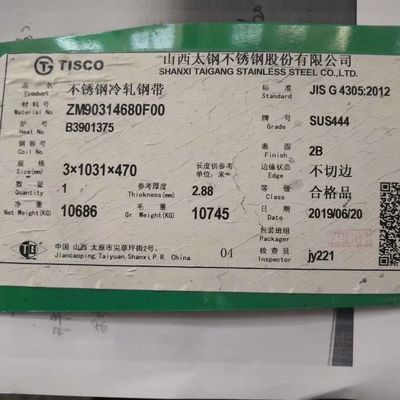 TISCO
山西太钢不锈钢股份有限公司
SHANXI TAIGANG STAINLESS STEEL CO.,LTD.
品 名 不锈钢冷轧钢带 标 准 JIS G 4305:2012
Product Standard
材料号 ZM90314680F00 牌 号 SUS444
Material No Grade
炉 号 B3901375
Heat No
钢卷号 表 面 2B
Coil No Finish
规 格 3×1031×470 长度供参考 边缘状态 不切边
Size(mm) 单位:米 Edge
数 量 1 参考厚度 2.88 等 级 合格品
Thickness(mm) Class
净 重 10686 毛 重 10745 日 期 2019/06/20
Net Weight(KG) Gr Weight(KG) Date
包装班组
Packager
中国 山西 太原市尖草坪街2号. 04 检查员 jy221
Jiancaoping Taiyuan.Shanxi.P.R. China Inspector